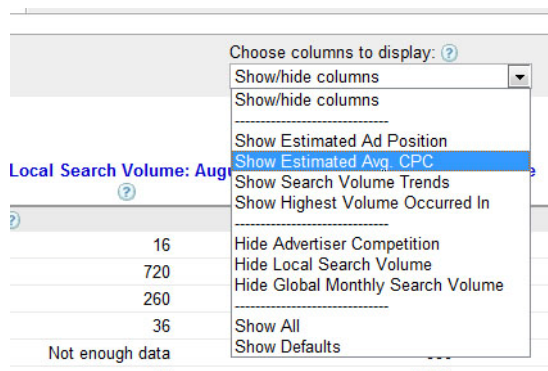 Choose columns to display: ?
Show/hide columns
Show/hide columns
------------------------------
Show Estimated Ad Position
Show Estimated Avg. CPC
Local Search Volume: Augu
e
?
Show Search Volume Trends
Show Highest Volume Occurred In
?
------------------------------
16
Hide Advertiser Competition
720
Hide Local Search Volume
260
Hide Global Monthly Search Volume
------------------------------
36
Show All
Not enough data
Show Defaults